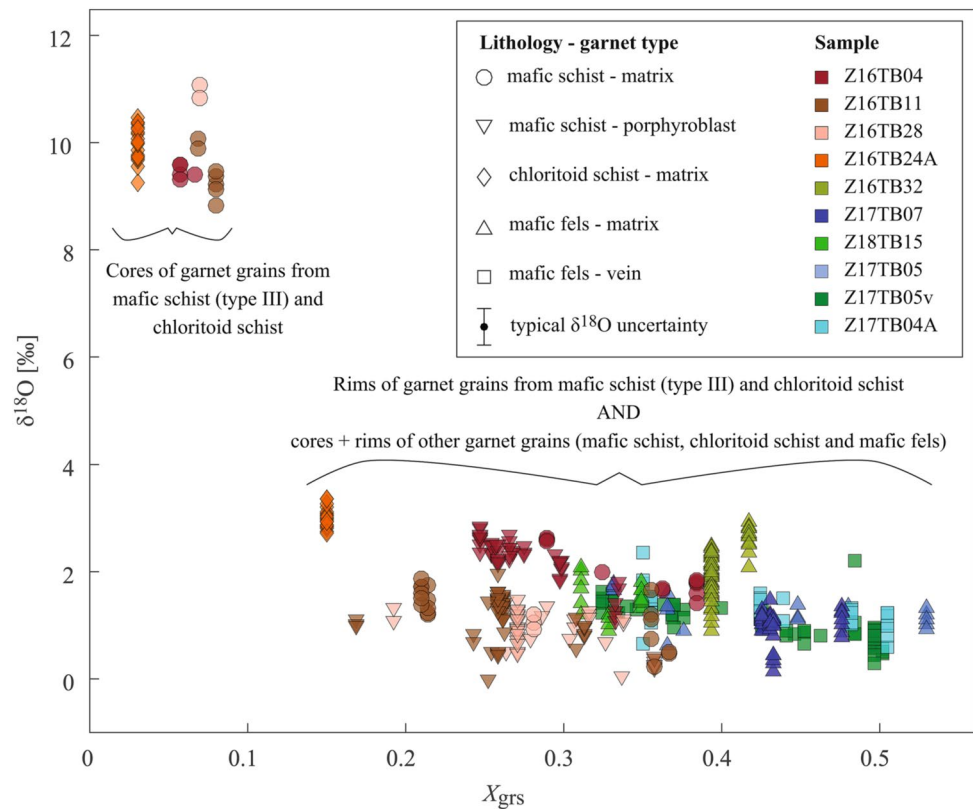 12
10
8
6
4
2
0
δ18O [‰]
Lithology - garnet type
mafic schist - matrix
mafic schist - porphyroblast
chloritoid schist - matrix
mafic fels - matrix
mafic fels - vein
typical δ18O uncertainty
Sample
Z16TB04
Z16TB11
Z16TB28
Z16TB24A
Z16TB32
Z17TB07
Z18TB15
Z17TB05
Z17TB05v
Z17TB04A
Cores of garnet grains from
mafic schist (type III) and
chloritoid schist
Rims of garnet grains from mafic schist (type III) and chloritoid schist
AND
cores + rims of other garnet grains (mafic schist, chloritoid schist and mafic fels)
0
0.1
0.2
0.3
0.4
0.5
Xgrs